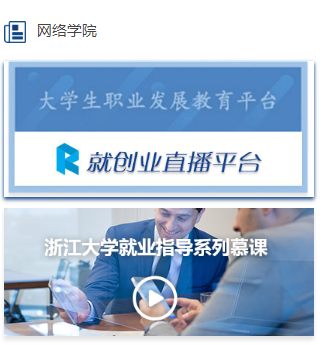 网络学院
大学生职业发展教育平台
就创业直播平台
浙江大学就业指导系列慕课